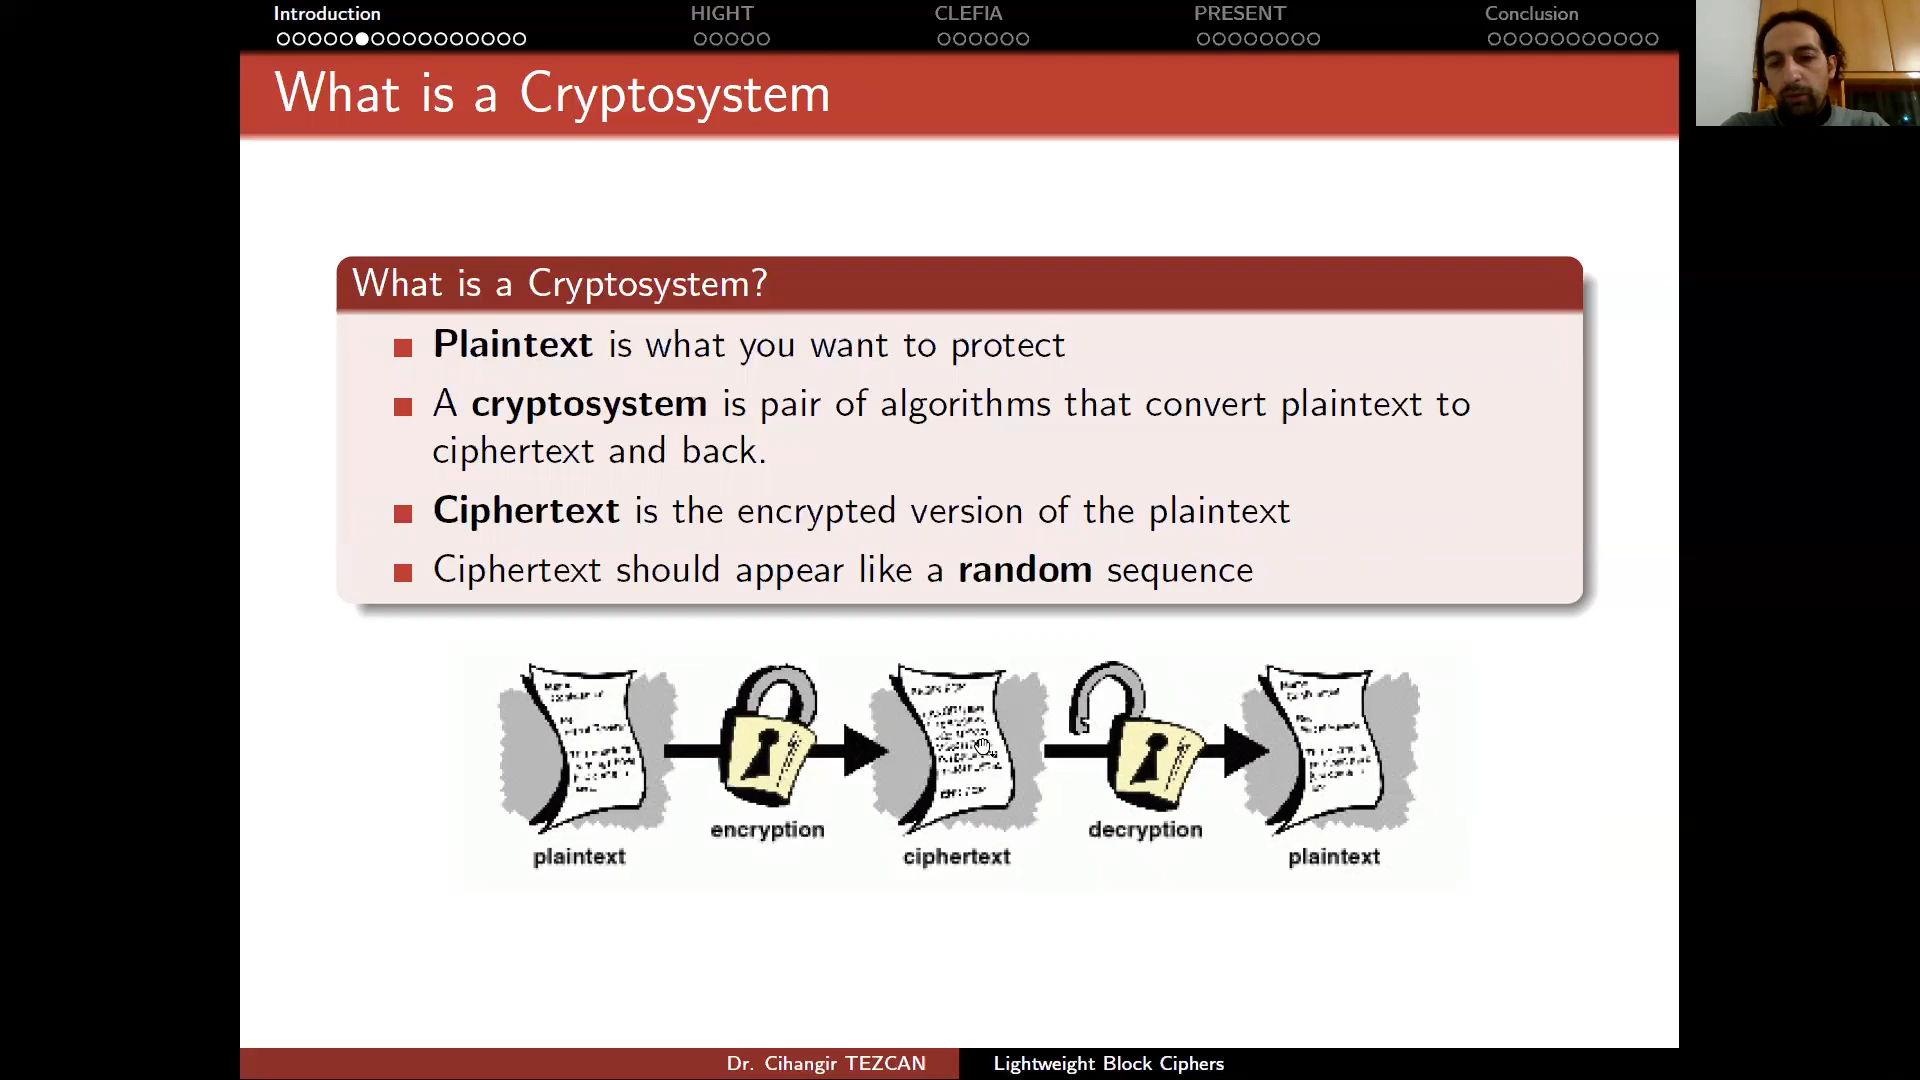 Introduction
HIGHT
CLEFIA
PRESENT
Conclusion
What is a Cryptosystem
What is a Cryptosystem?
Plaintext is what you want to protect
A cryptosystem is pair of algorithms that convert plaintext to
ciphertext and back.
Ciphertext is the encrypted version of the plaintext
Ciphertext should appear like a random sequence
encryption
decryption
plaintext
ciphertext
plaintext
Dr. Cihangir TEZCAN
Lightweight Block Ciphers